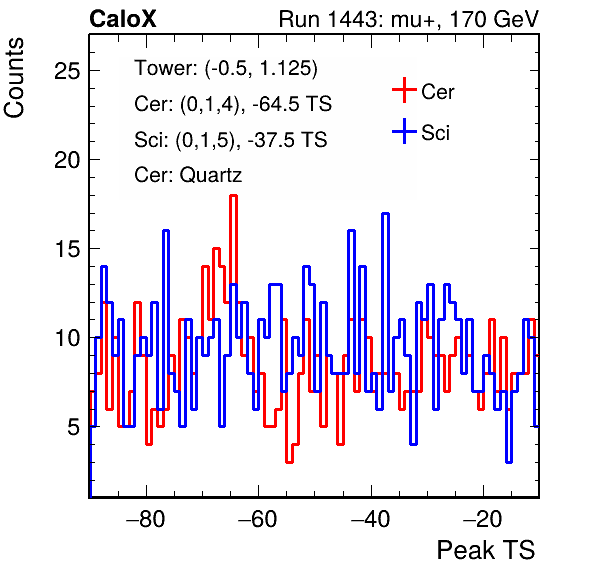 CaloX Run 1443: mu+, 170 GeV
Counts
25
20
15
10
5
Tower: (-0.5, 1.125)
Cer: (0,1,4), -64.5 TS
Sci: (0,1,5), -37.5 TS
Cer: Quartz
Cer
Sci
−80 −60 −40 −20
Peak TS